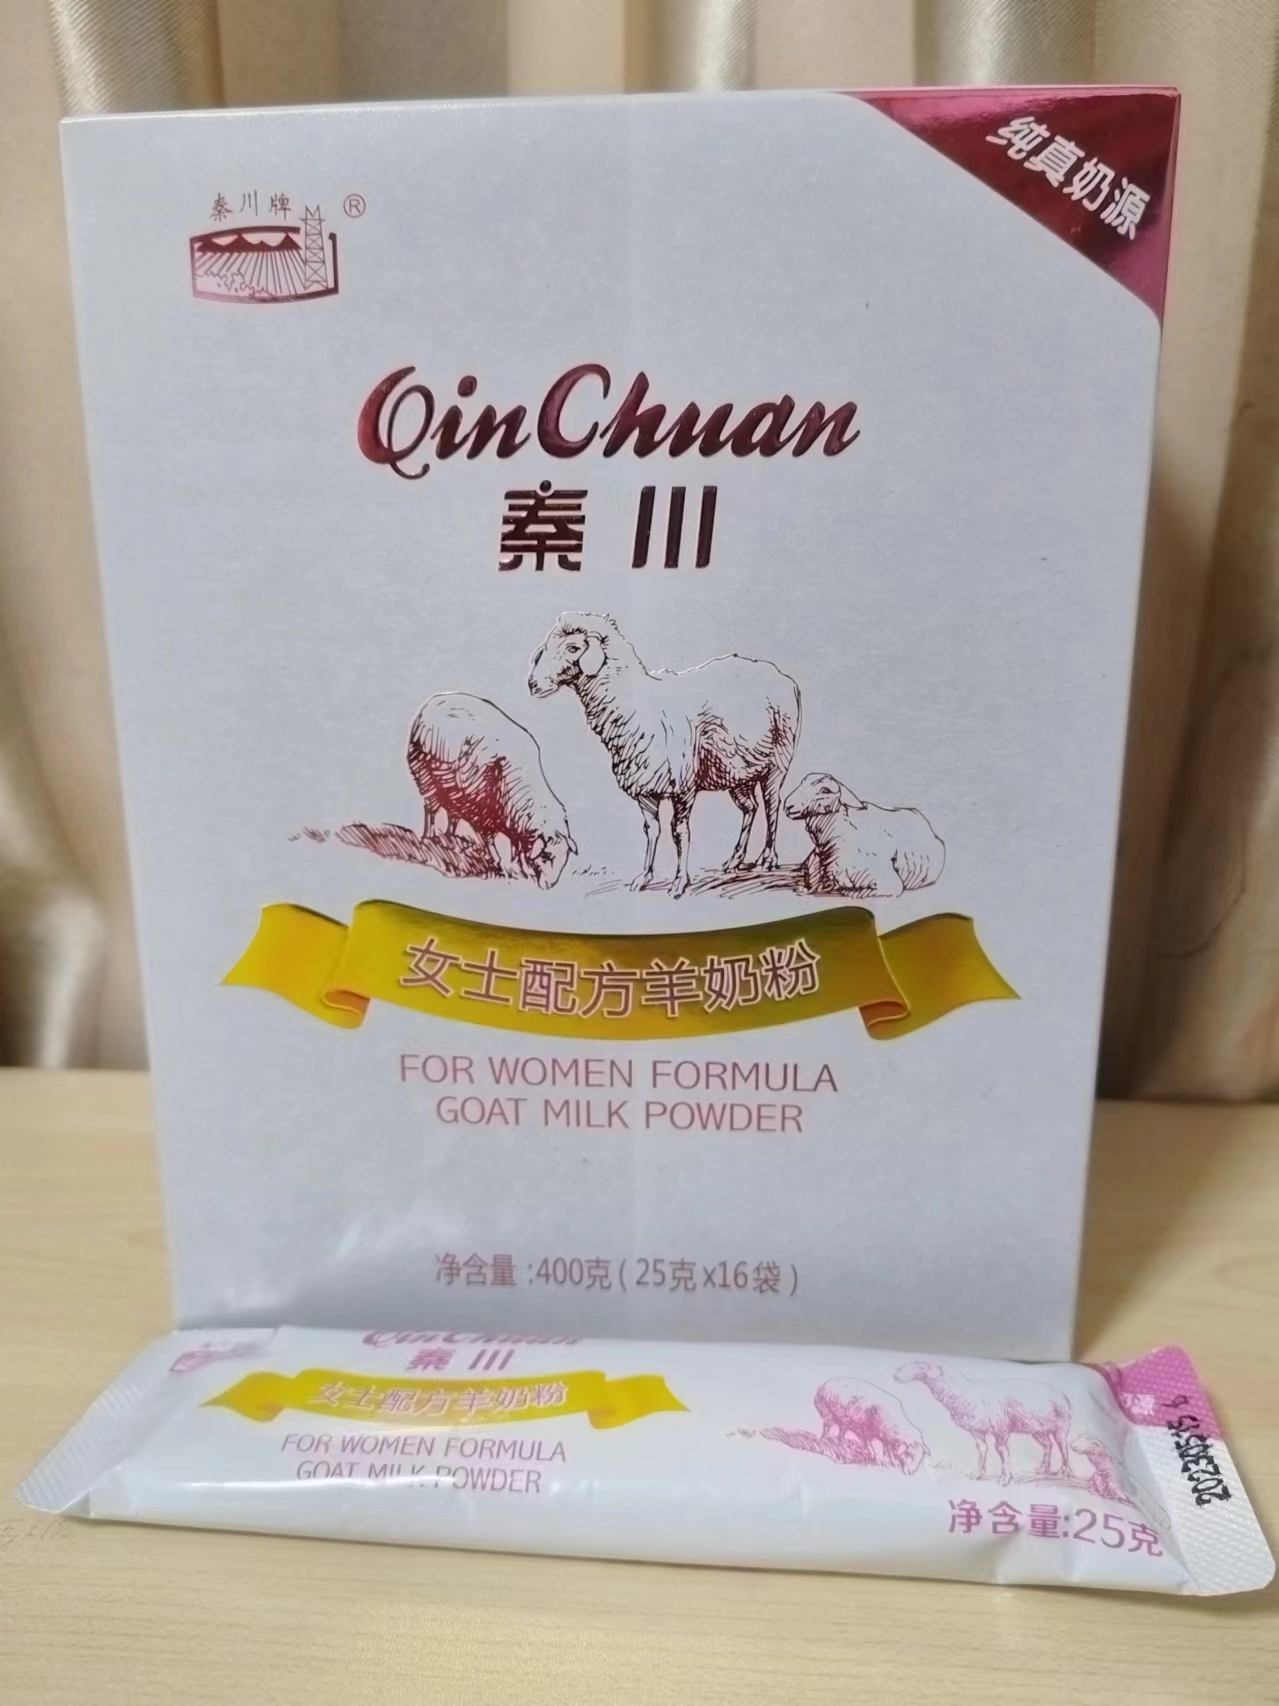 纯真奶源
秦川牌 ®
QinChuan
秦川
女士配方羊奶粉
FOR WOMEN FORMULA
GOAT MILK POWDER
净含量:400克(25克x16袋)
QinChuan
秦川
女士配方羊奶粉
FOR WOMEN FORMULA
GOAT MILK POWDER
净含量:25克